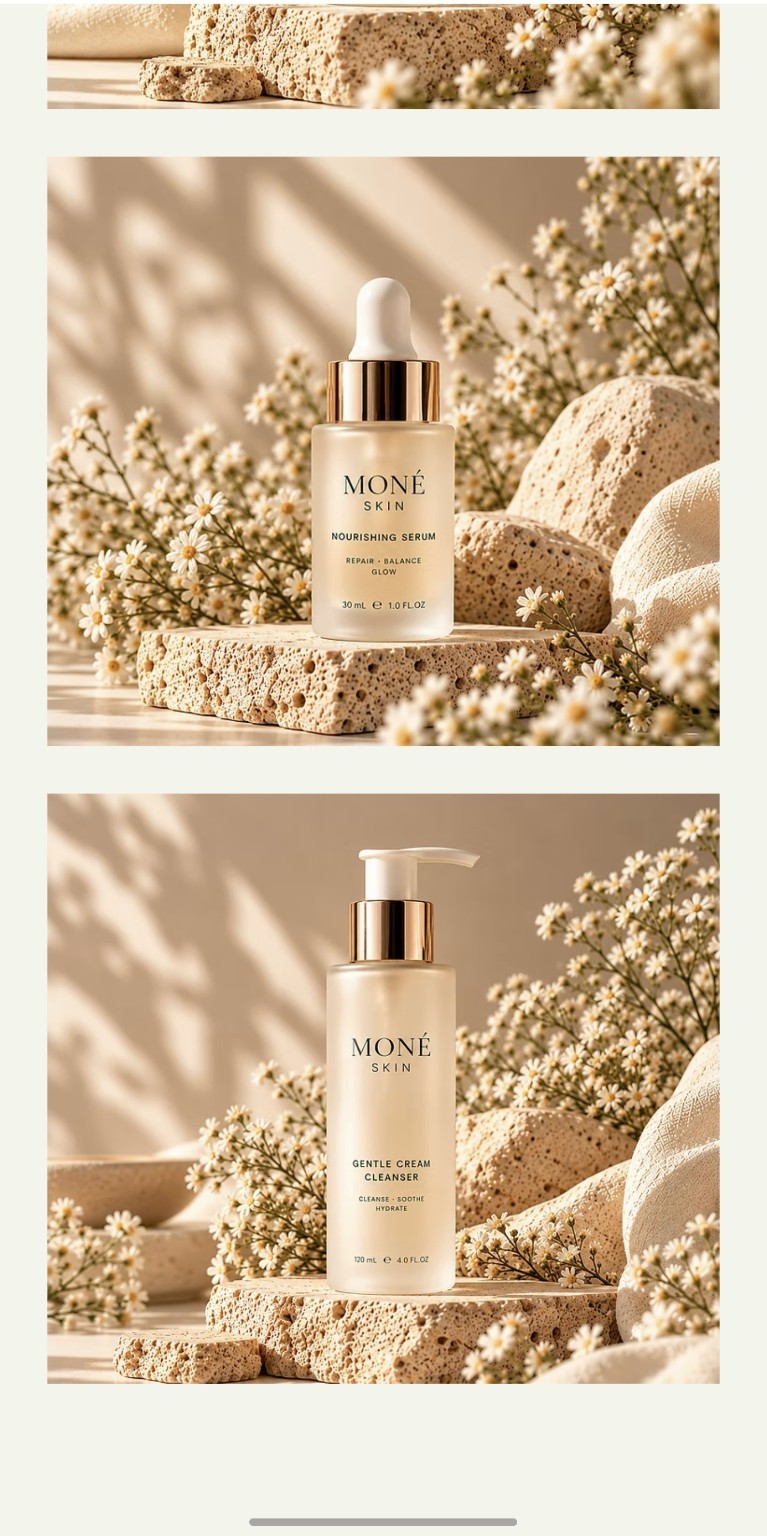 MONÉ
SKIN
NOURISHING SERUM
REPAIR • BALANCE
GLOW
30 mL ℮ 1.0 FL.OZ
MONÉ
SKIN
GENTLE CREAM
CLEANSER
CLEANSE • SOOTHE
HYDRATE
120 mL ℮ 4.0 FL.OZ